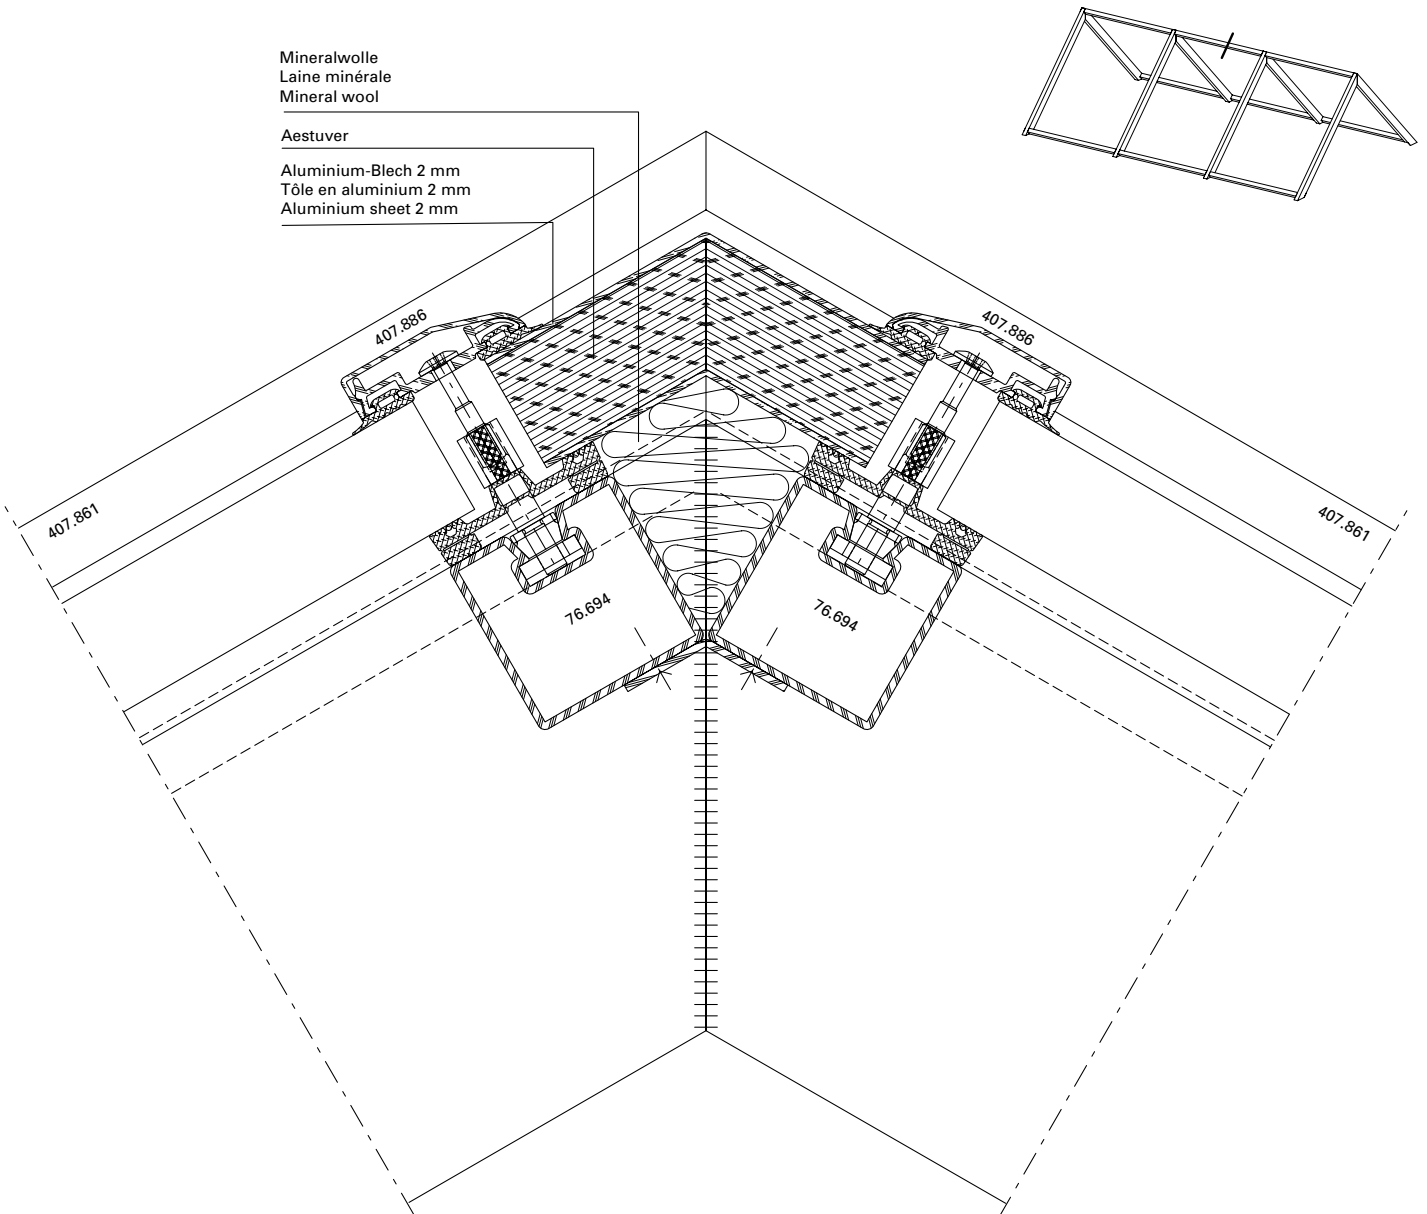 Mineralwolle
Laine minérale
Mineral wool
Aestuver
Aluminium-Blech 2 mm
Tôle en aluminium 2 mm
Aluminium sheet 2 mm
407.886
407.886
407.861
407.861
76.694
76.694